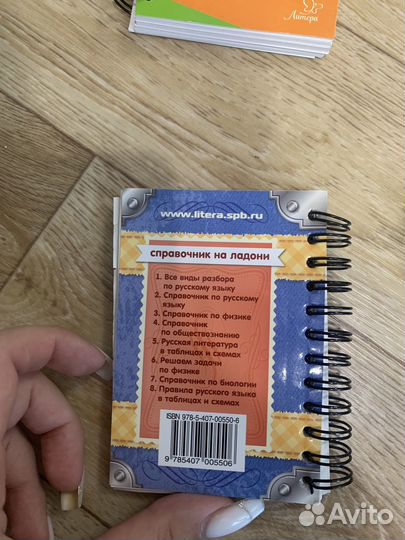 Литера
www.litera.spb.ru
справочник на ладони
1. Все виды разбора
по русскому языку
2. Справочник по русскому
языку
3. Справочник по физике
4. Справочник
по обществознанию
5. Русская литература
в таблицах и схемах
6. Решаем задачи
по физике
7. Справочник по биологии
8. Правила русского языка
в таблицах и схемах
ISBN 978-5-407-00550-6
9 785407 005506
Avito